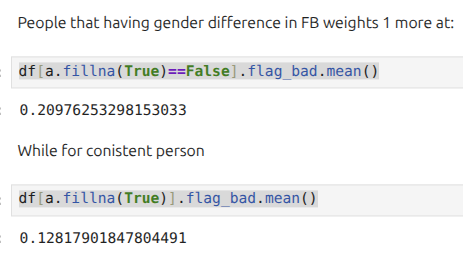 People that having gender difference in FB weights 1 more at:
df[a.fillna(True)==False].flag_bad.mean()
0.20976253298153033
While for conistent person
df[a.fillna(True)].flag_bad.mean()
0.12817901847804491